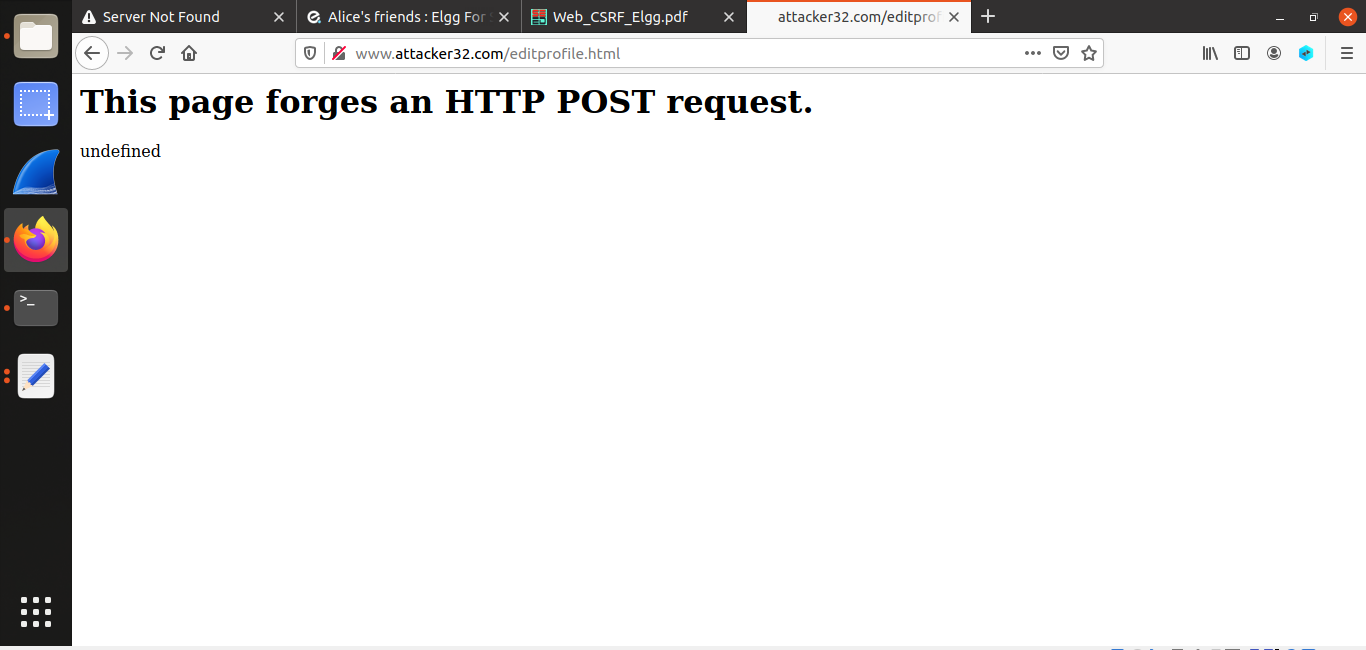 Server Not Found
Alice's friends : Elgg For
Web_CSRF_Elgg.pdf
attacker32.com/editprof
www.attacker32.com/editprofile.html
This page forges an HTTP POST request.
undefined